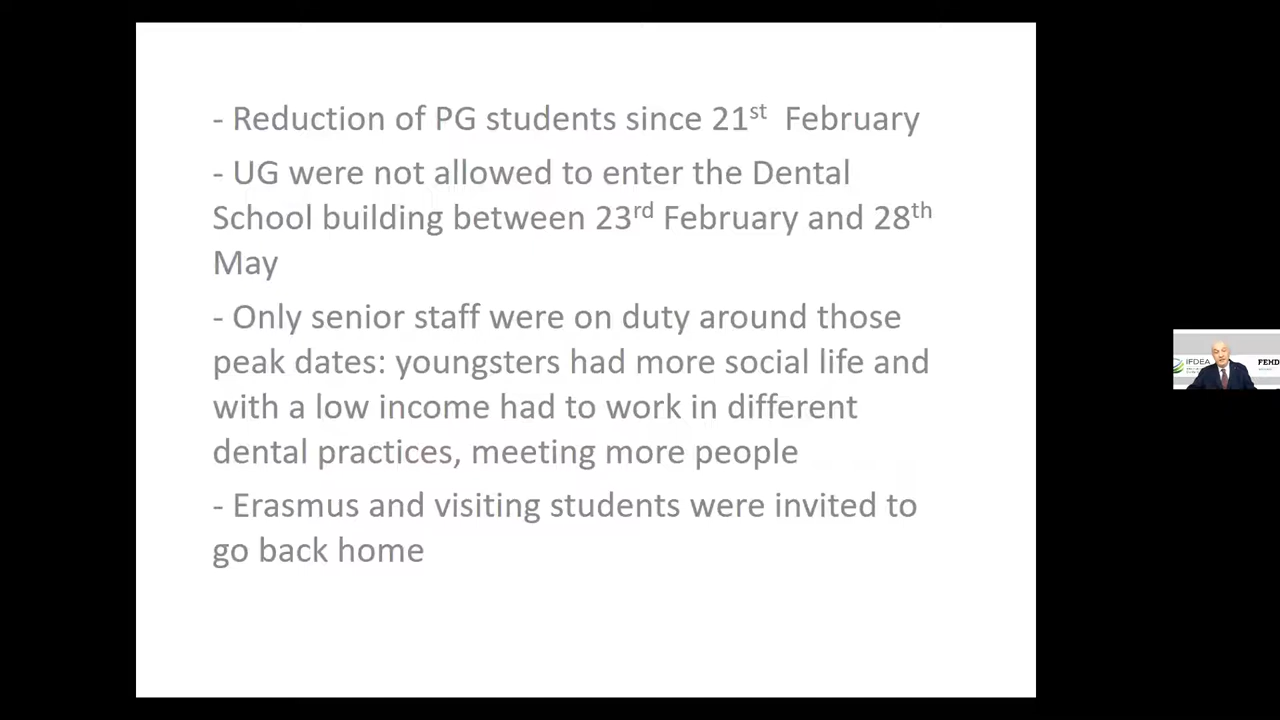 - Reduction of PG students since 21st February
- UG were not allowed to enter the Dental
School building between 23rd February and 28th
May
- Only senior staff were on duty around those
peak dates: youngsters had more social life and
with a low income had to work in different
dental practices, meeting more people
- Erasmus and visiting students were invited to
go back home
IFDEA
FEHD